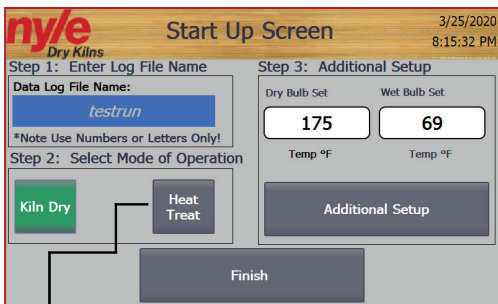 nyle
Dry Kilns
Start Up Screen
3/25/2020
8:15:32 PM
Step 1: Enter Log File Name
Data Log File Name:
testrun
*Note Use Numbers or Letters Only!
Step 2: Select Mode of Operation
Kiln Dry
Heat
Treat
Step 3: Additional Setup
Dry Bulb Set
Wet Bulb Set
175
69
Temp °F
Temp °F
Additional Setup
Finish